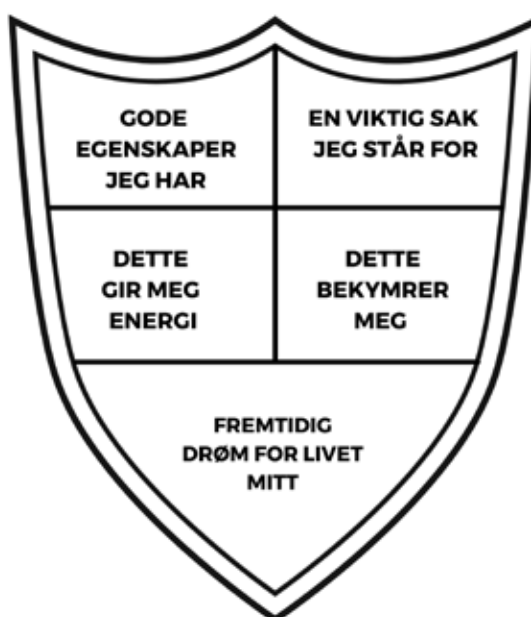 GODE
EGENSKAPER
JEG HAR
EN VIKTIG SAK
JEG STÅR FOR
DETTE
GIR MEG
ENERGI
DETTE
BEKYMRER
MEG
FREMTIDIG
DRØM FOR LIVET
MITT